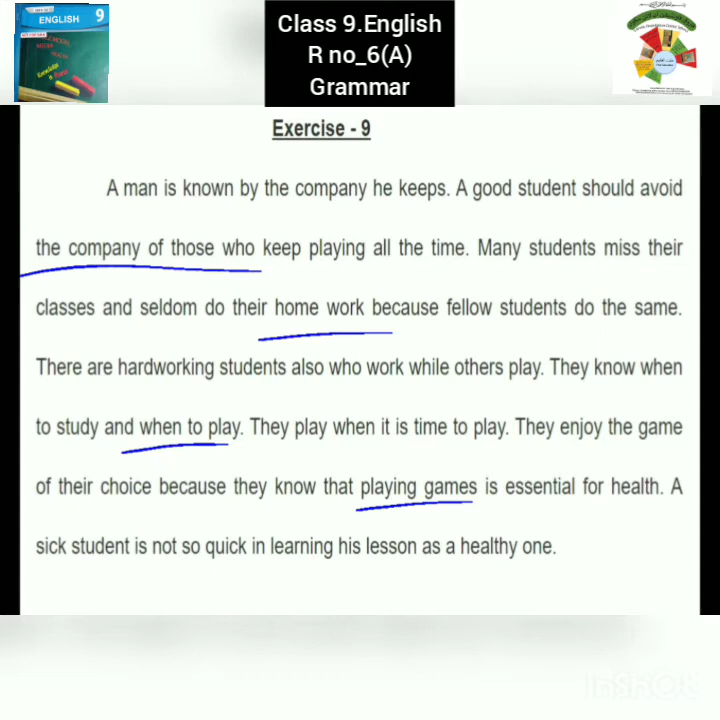 ENGLISH 9
Class 9.English
R no_6(A)
Grammar
Exercise - 9
A man is known by the company he keeps. A good student should avoid
the company of those who keep playing all the time. Many students miss their
classes and seldom do their home work because fellow students do the same.
There are hardworking students also who work while others play. They know when
to study and when to play. They play when it is time to play. They enjoy the game
of their choice because they know that playing games is essential for health. A
sick student is not so quick in learning his lesson as a healthy one.
InSHOT